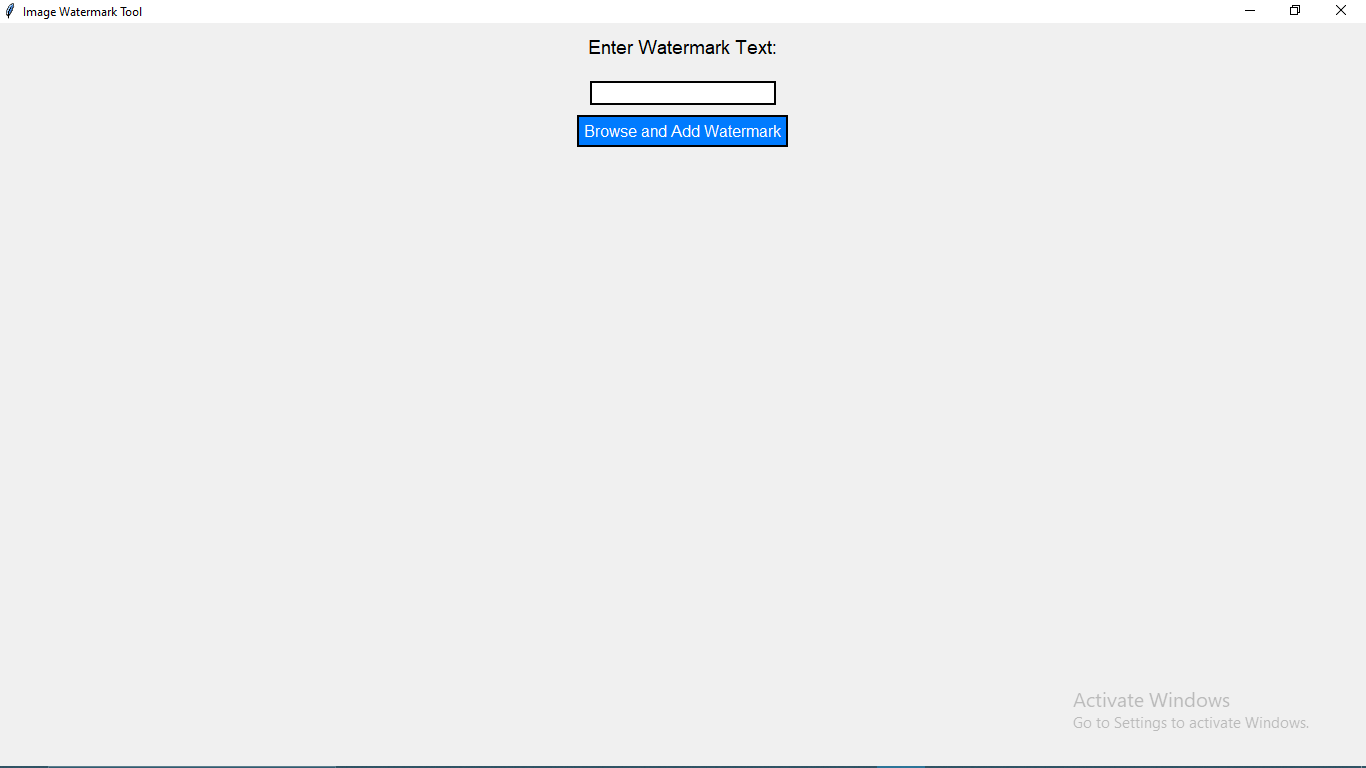 Image Watermark Tool
Enter Watermark Text:
Browse and Add Watermark
Activate Windows
Go to Settings to activate Windows.